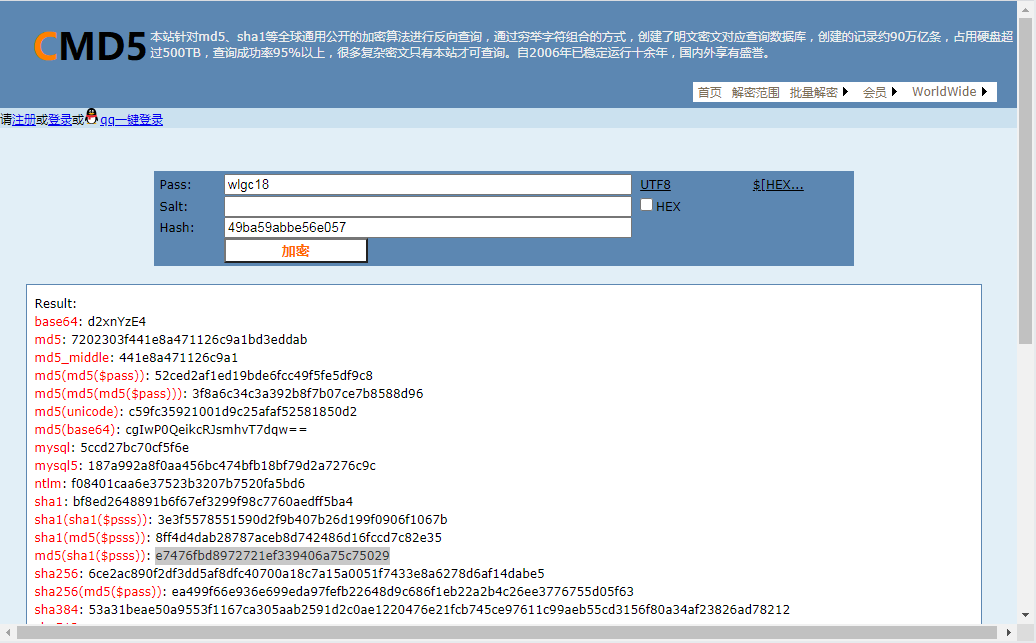 CMD5
本站针对md5、sha1等全球通用公开的加密算法进行反向查询，通过穷举字符组合的方式，创建了明文密文对应查询数据库，创建的记录约90万亿条，占用硬盘超
过500TB，查询成功率95%以上，很多复杂密文只有本站才可查询。自2006年已稳定运行十余年，国内外享有盛誉。
首页 解密范围 批量解密 会员 WorldWide
请注册或登录或qq一键登录
Pass: wlgc18 UTF8 $[HEX...
Salt: HEX
Hash: 49ba59abbe56e057
加密
Result:
base64: d2xnYzE4
md5: 7202303f441e8a471126c9a1bd3eddab
md5_middle: 441e8a471126c9a1
md5(md5($pass)): 52ced2af1ed19bde6fcc49f5fe5df9c8
md5(md5(md5($pass))): 3f8a6c34c3a392b8f7b07ce7b8588d96
md5(unicode): c59fc35921001d9c25afaf52581850d2
md5(base64): cgIwP0QeikcRJsmhvT7dqw==
mysql: 5ccd27bc70cf5f6e
mysql5: 187a992a8f0aa456bc474bfb18bf79d2a7276c9c
ntlm: f08401caa6e37523b3207b7520fa5bd6
sha1: bf8ed2648891b6f67ef3299f98c7760aedff5ba4
sha1(sha1($psss)): 3e3f5578551590d2f9b407b26d199f0906f1067b
sha1(md5($psss)): 8ff4d4dab28787aceb8d742486d16fccd7c82e35
md5(sha1($psss)): e7476fbd8972721ef339406a75c75029
sha256: 6ce2ac890f2df3dd5af8dfc40700a18c7a15a0051f7433e8a6278d6af14dabe5
sha256(md5($pass)): ea499f66e936e699eda97fefb22648d9c686f1eb22a2b4c26ee3776755d05f63
sha384: 53a31beae50a9553f1167ca305aab2591d2c0ae1220476e21fcb745ce97611c99aeb55cd3156f80a34af23826ad78212